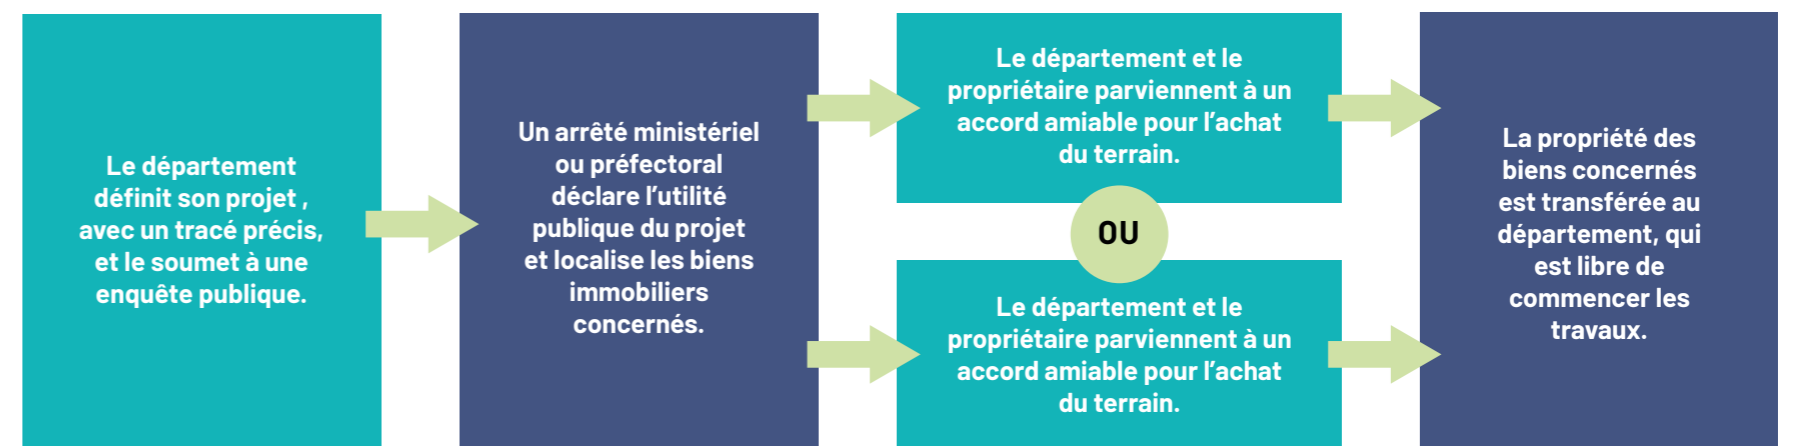 Le département
définit son projet ,
avec un tracé précis,
et le soumet à une
enquête publique.
Un arrêté ministériel
ou préfectoral
déclare l’utilité
publique du projet
et localise les biens
immobiliers
concernés.
Le département et le
propriétaire parviennent à un
accord amiable pour l’achat
du terrain.
OU
Le département et le
propriétaire parviennent à un
accord amiable pour l’achat
du terrain.
La propriété des
biens concernés
est transférée au
département, qui
est libre de
commencer les
travaux.